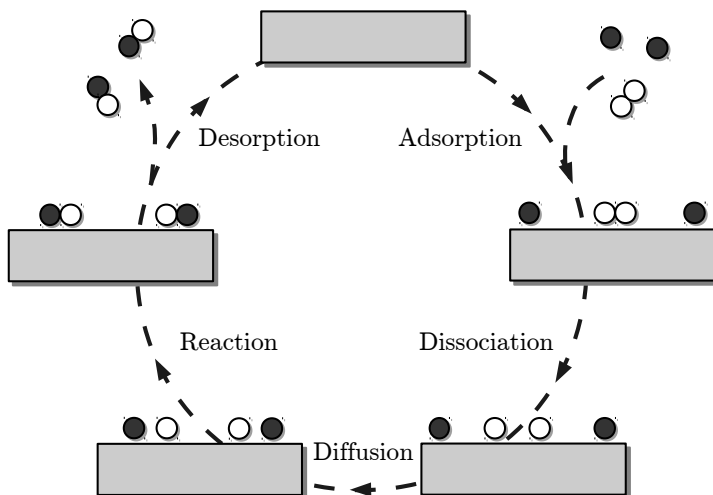 Desorption
Adsorption
Reaction
Dissociation
Diffusion